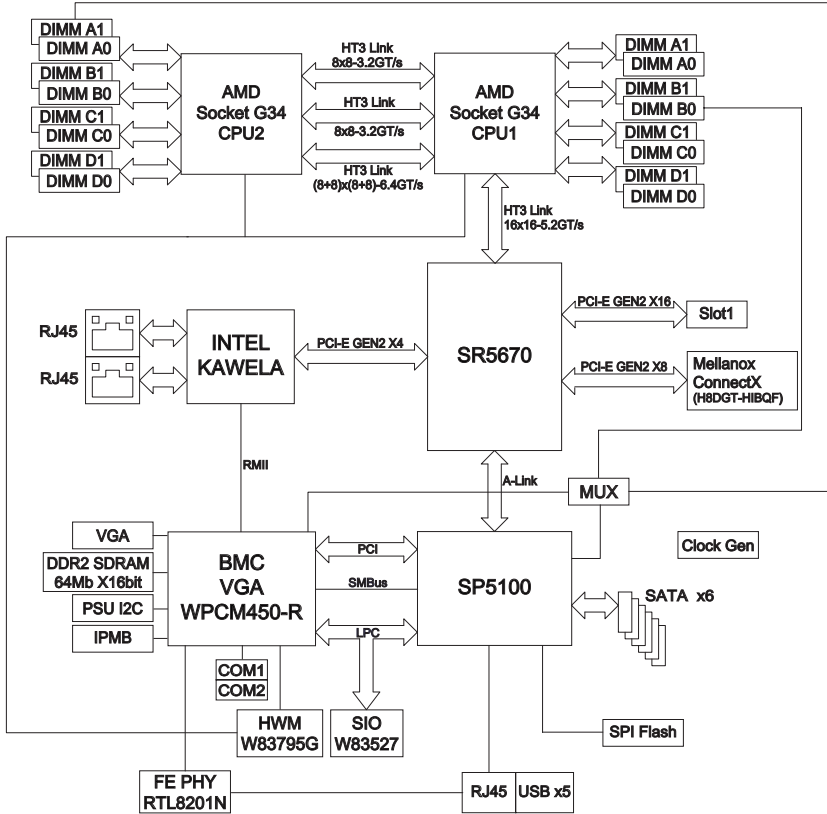 DIMM A1
DIMM A0
DIMM B1
DIMM B0
DIMM C1
DIMM C0
DIMM D1
DIMM D0
AMD
Socket G34
CPU2
HT3 Link
8x8-3.2GT/s
HT3 Link
8x8-3.2GT/s
HT3 Link
(8+8)x(8+8)-6.4GT/s
AMD
Socket G34
CPU1
DIMM A1
DIMM A0
DIMM B1
DIMM B0
DIMM C1
DIMM C0
DIMM D1
DIMM D0
HT3 Link
16x16-5.2GT/s
RJ45
RJ45
INTEL
KAWELA
PCI-E GEN2 X4
SR5670
PCI-E GEN2 X16
Slot1
PCI-E GEN2 X8
Mellanox
ConnectX
(H8DGT-HIBQF)
RMII
A-Link
MUX
VGA
DDR2 SDRAM
64Mb X16bit
PSU I2C
IPMB
BMC
VGA
WPCM450-R
PCI
SMBus
LPC
SP5100
Clock Gen
SATA x6
COM1
COM2
HWM
W83795G
SIO
W83527
SPI Flash
FE PHY
RTL8201N
RJ45
USB x5